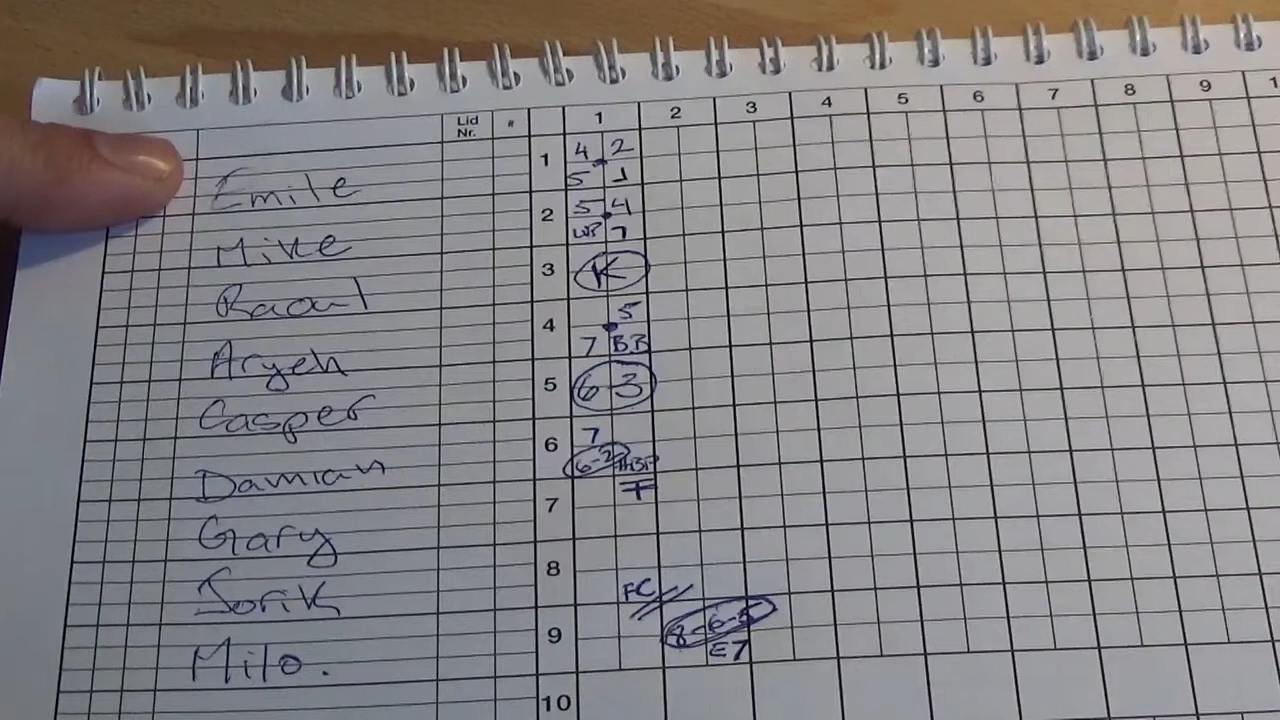 Lid Nr. # 1 2 3 4 5 6 7 8 9 1
Emile 1 4 2
5 1
Mike 2 5 4
WP 7
Raoul 3 K
Aryeh 4 5
7 BB
Casper 5 6-3
Damian 6 7
6-2 HBP
Gary 7 T
Jorik 8 FC
Milo. 9 8-6-5
E7
10